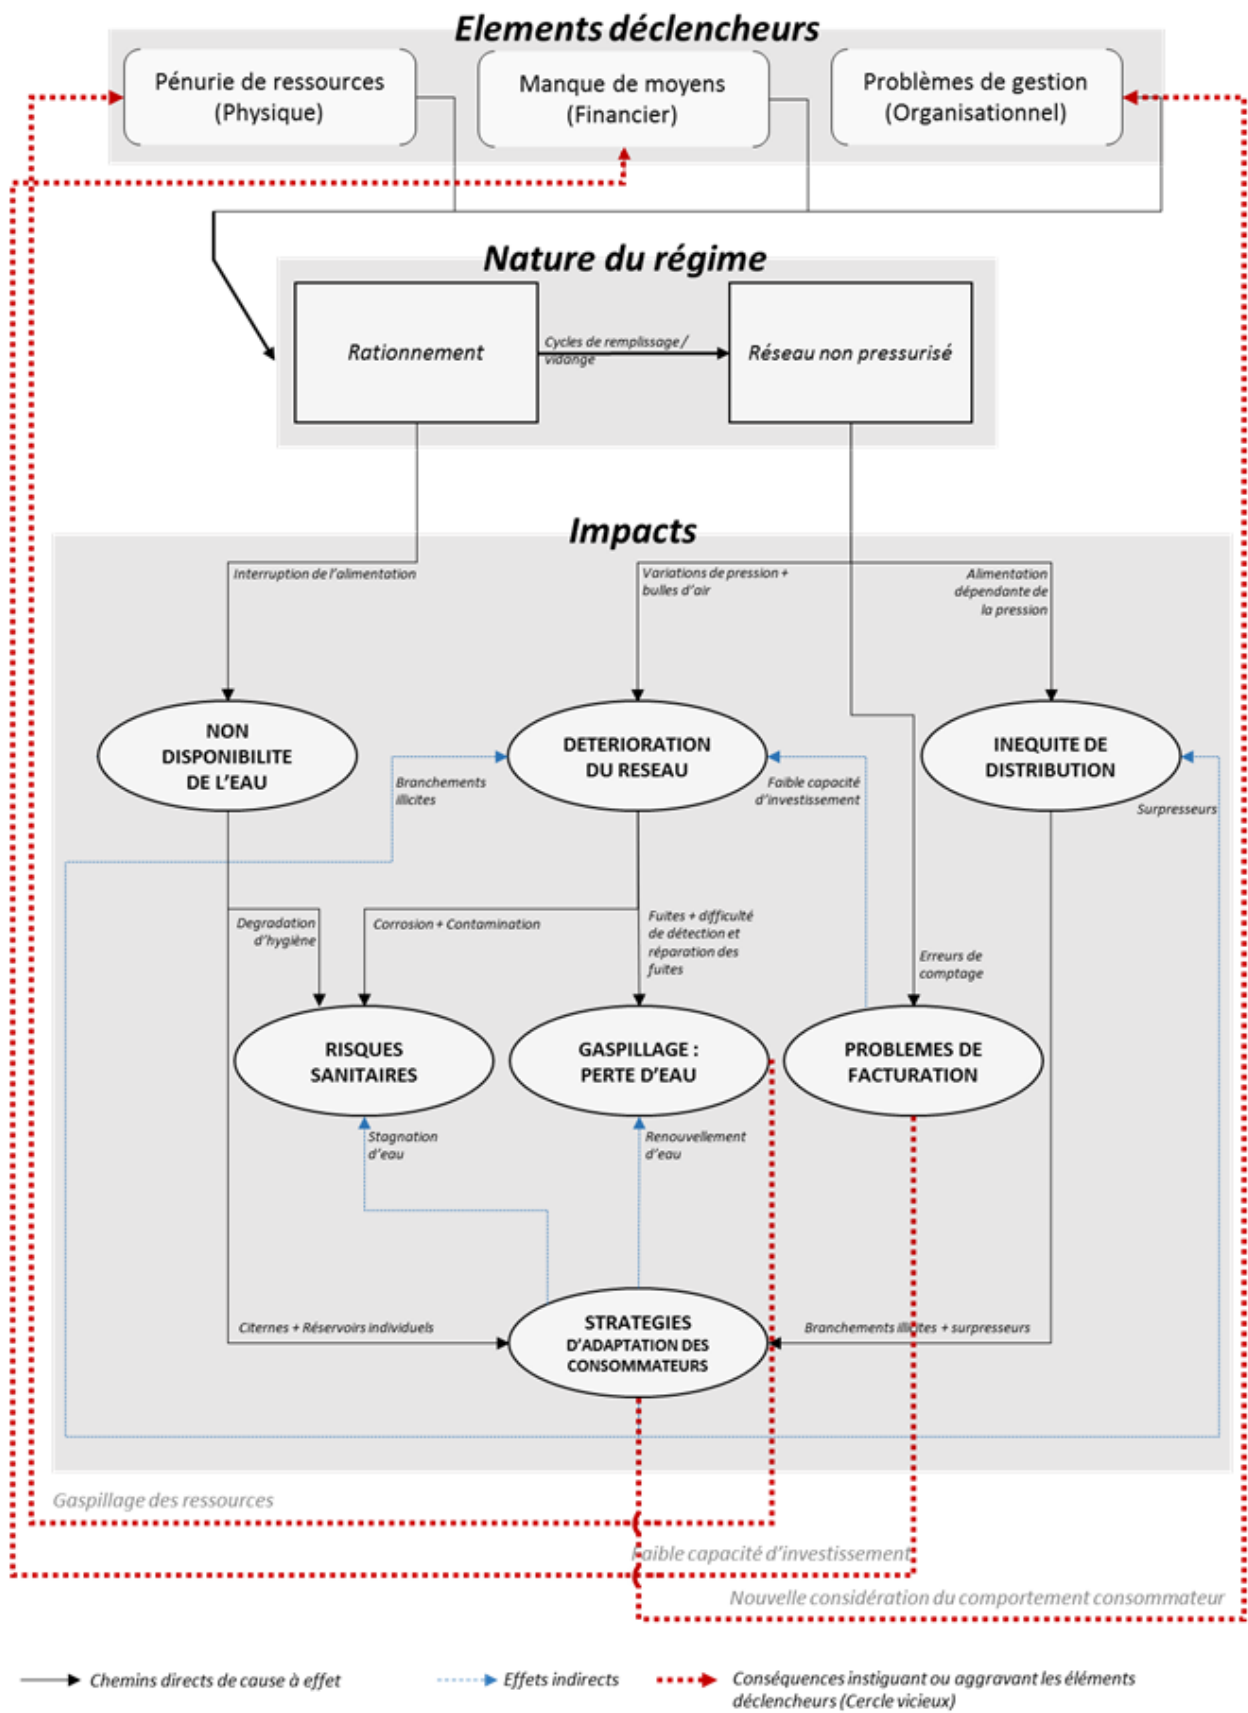 Elements déclencheurs
Pénurie de ressources
(Physique)
Manque de moyens
(Financier)
Problèmes de gestion
(Organisationnel)
Nature du régime
Rationnement
Cycles de remplissage /
vidange
Réseau non pressurisé
Impacts
Interruption de l'alimentation
Variations de pression +
bulles d'air
Alimentation
dépendante de
la pression
NON
DISPONIBILITE
DE L'EAU
DETERIORATION
DU RESEAU
INEQUITE DE
DISTRIBUTION
Branchements
illicites
Faible capacité
d'investissement
Surpresseurs
Degradation
d'hygiène
Corrosion + Contamination
Fuites + difficulté
de détection et
réparation des
fuites
Erreurs de
comptage
RISQUES
SANITAIRES
GASPILLAGE :
PERTE D'EAU
PROBLEMES DE
FACTURATION
Stagnation
d'eau
Renouvellement
d'eau
Citernes + Réservoirs individuels
STRATEGIES
D'ADAPTATION DES
CONSOMMATEURS
Branchements illicites + surpresseurs
Gaspillage des ressources
Faible capacité d'investissement
Nouvelle considération du comportement consommateur
Chemins directs de cause à effet
Effets indirects
Conséquences instiguant ou aggravant les éléments
déclencheurs (Cercle vicieux)